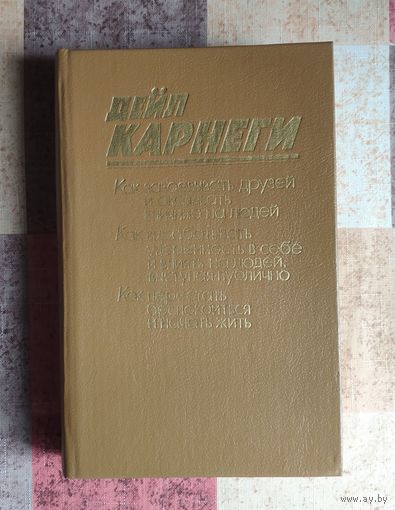 ДЕЙЛ
КАРНЕГИ
Как завоевывать друзей
и оказывать
влияние на людей
Как вырабатывать
уверенность в себе
и влиять на людей,
выступая публично
Как перестать
беспокоиться
и начать жить
www.ay.by